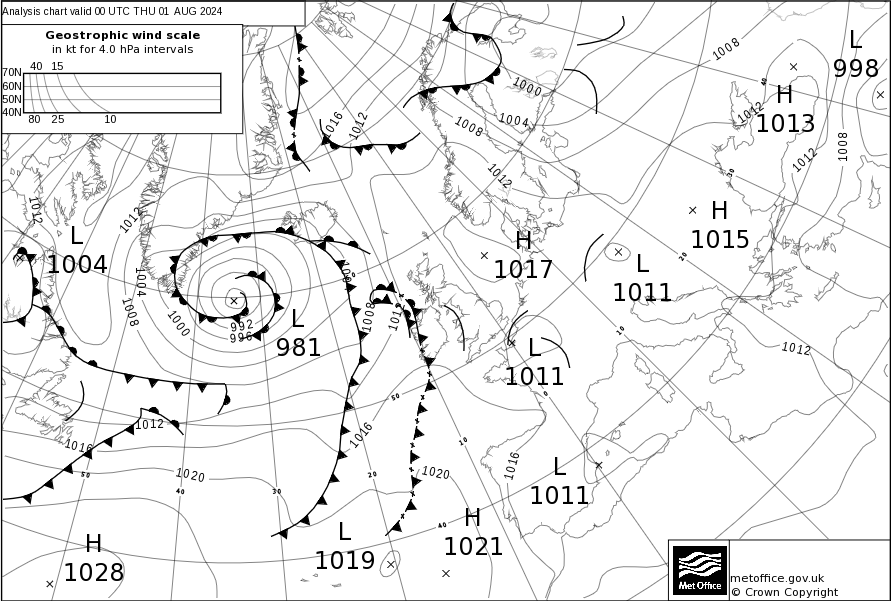 Analysis chart valid 00 UTC THU 01 AUG 2024
Geostrophic wind scale
in kt for 4.0 hPa intervals
40 15
70N
60N
50N
40N
80 25 10
L
998
1008
H
1013
1012
1012
1008
1000
1004
1008
1012
1016
1012
1012
1012
L
1004
H
1015
H
1017
L
1011
1004
1008
1000
992
996
L
981
1008
1012
L
1011
1012
1012
1016
1016
1020
1020
1016
L
1011
50
40
30
20
10
0
50
40
10
20
30
40
H
1028
L
1019
H
1021
Met Office
metoffice.gov.uk
© Crown Copyright